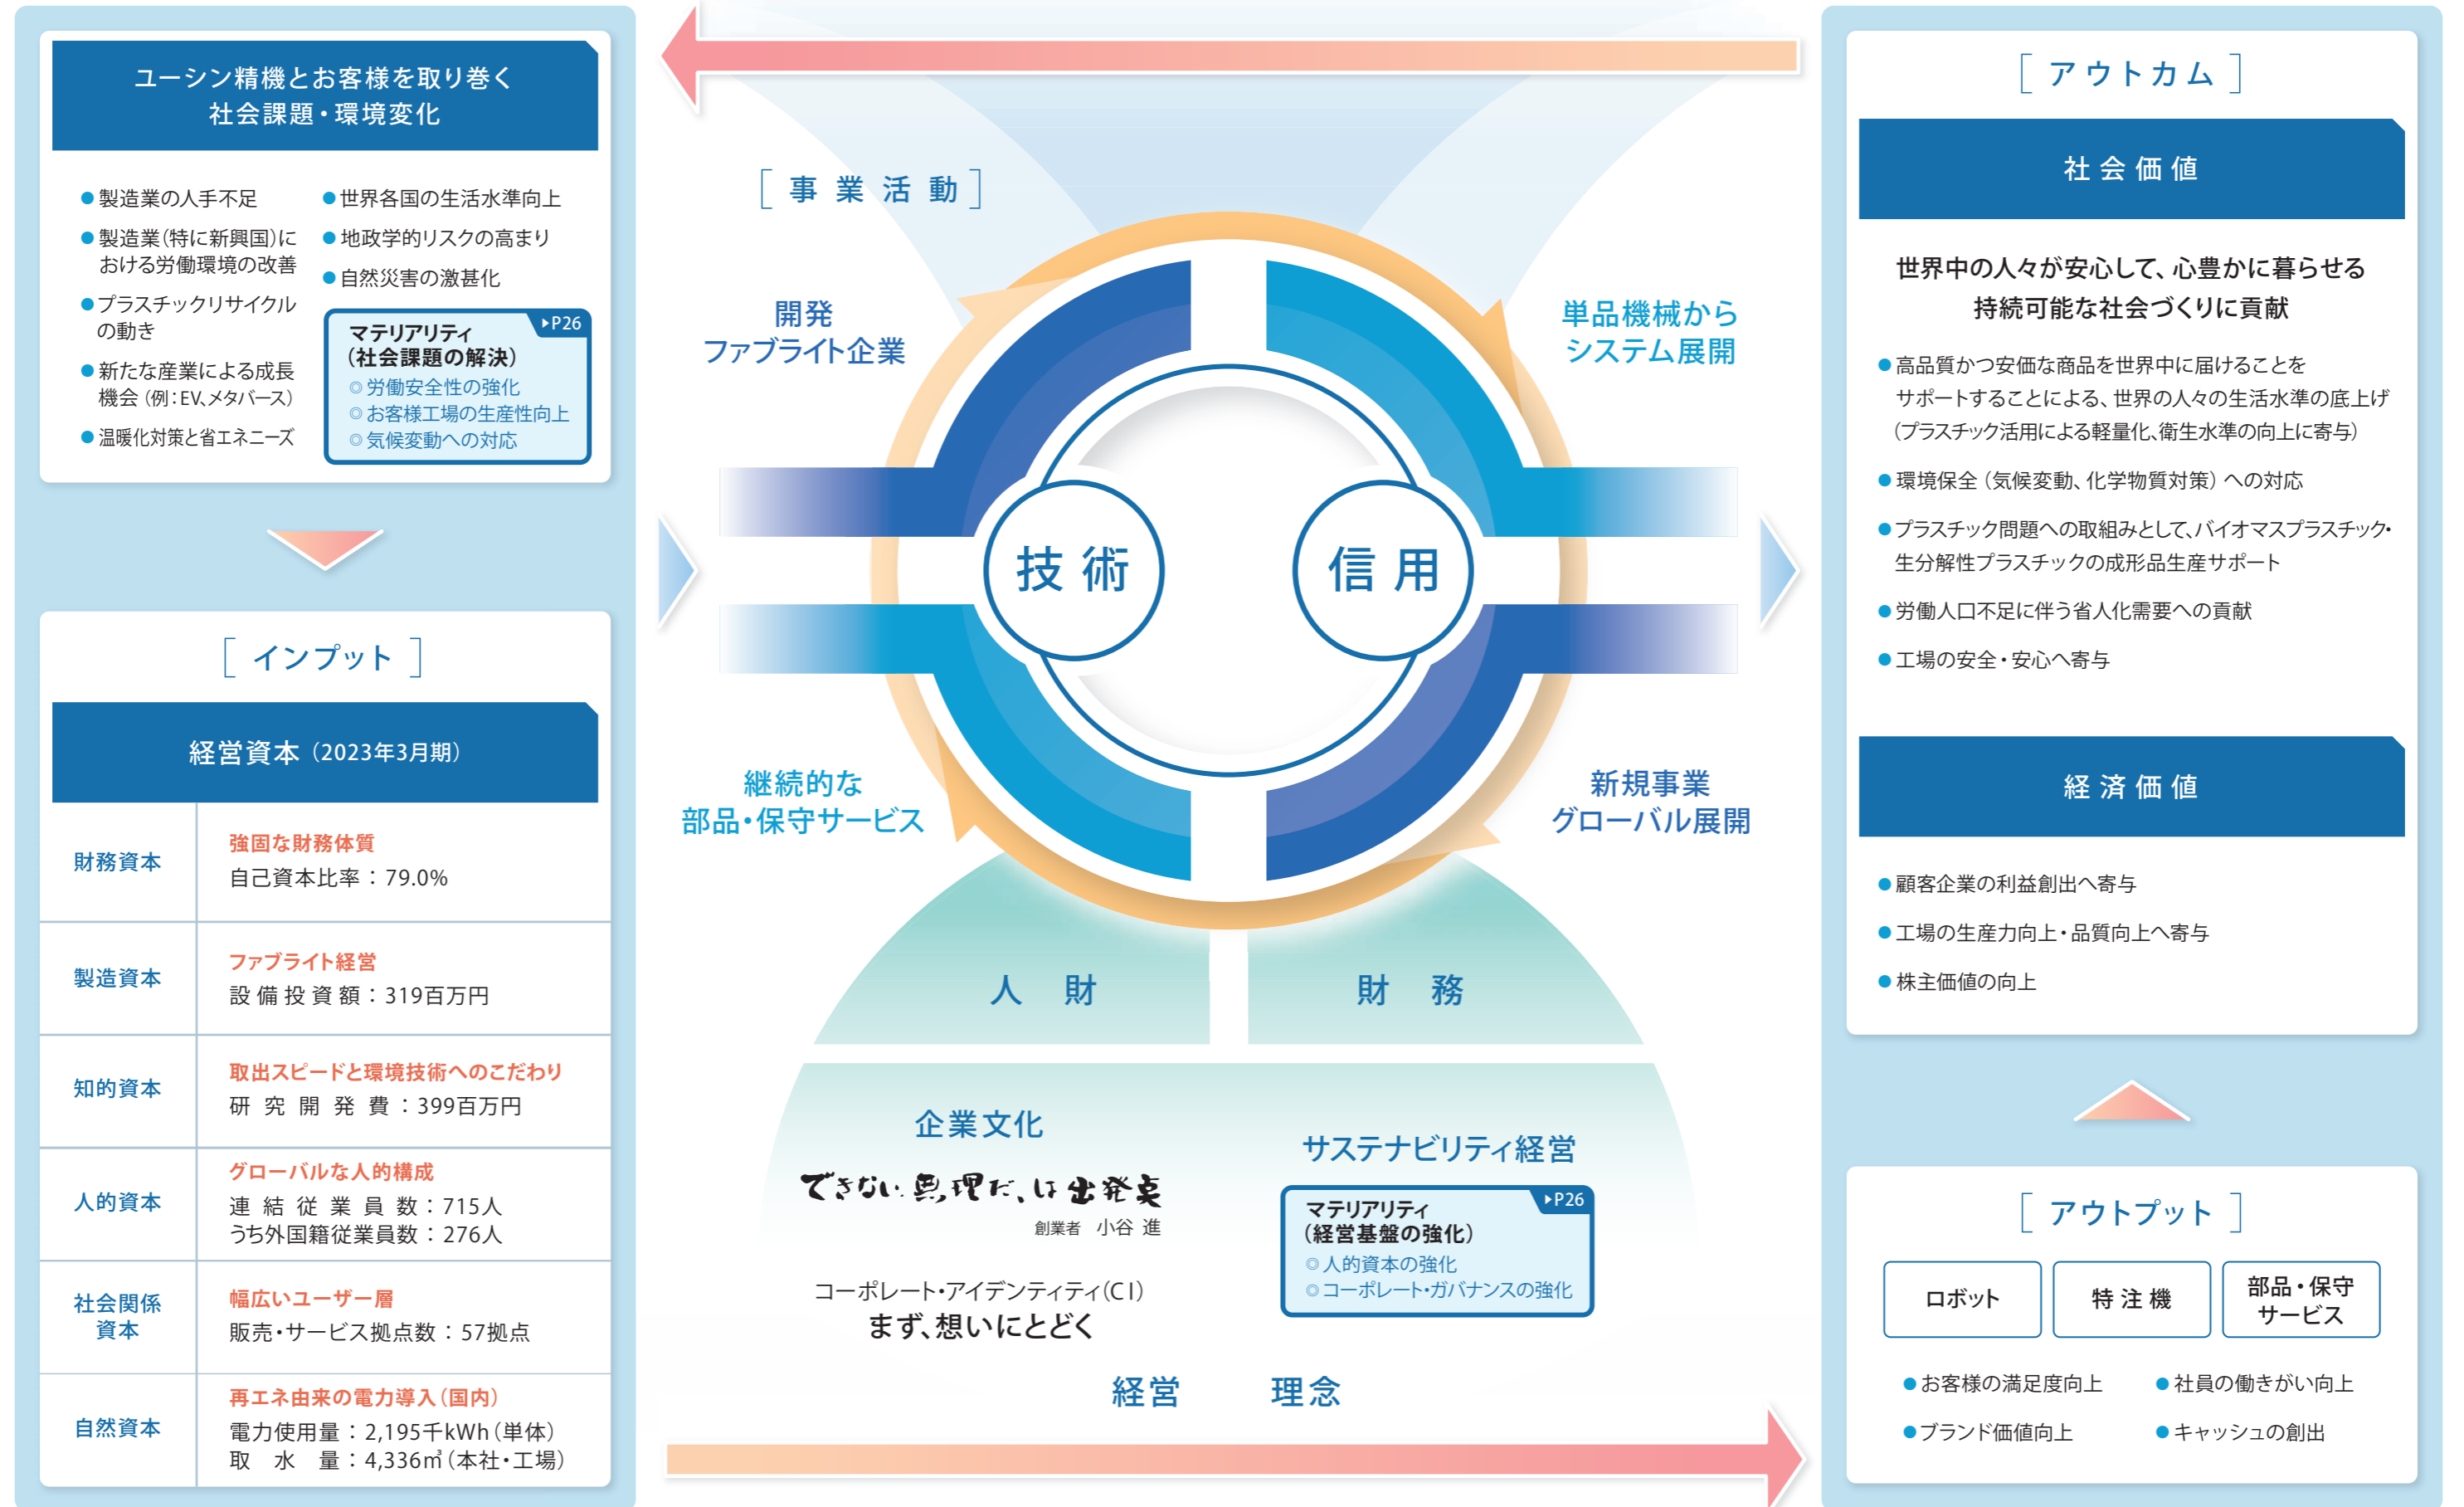 ユーシン精機とお客様を取り巻く
社会課題・環境変化
●製造業の人手不足
●製造業(特に新興国)に
おける労働環境の改善
●プラスチックリサイクル
の動き
●新たな産業による成長
機会(例：EV、メタバース)
●温暖化対策と省エネニーズ
●世界各国の生活水準向上
●地政学的リスクの高まり
●自然災害の激甚化
▶P26
マテリアリティ
(社会課題の解決)
◎労働安全性の強化
◎お客様工場の生産性向上
◎気候変動への対応
[インプット]
経営資本(2023年3月期)
財務資本
強固な財務体質
自己資本比率：79.0%
製造資本
ファブライト経営
設備投資額：319百万円
知的資本
取出スピードと環境技術へのこだわり
研究開発費：399百万円
人的資本
グローバルな人的構成
連結従業員数：715人
うち外国籍従業員数：276人
社会関係
資本
幅広いユーザー層
販売・サービス拠点数：57拠点
自然資本
再エネ由来の電力導入(国内)
電力使用量：2,195千kWh(単体)
取水量：4,336㎥(本社・工場)
[事業活動]
開発
ファブライト企業
単品機械から
システム展開
技術
信用
継続的な
部品・保守サービス
新規事業
グローバル展開
人財
財務
企業文化
できない無理だ、は出発点
創業者 小谷 進
コーポレート・アイデンティティ(CI)
まず、想いにとどく
サステナビリティ経営
▶P26
マテリアリティ
(経営基盤の強化)
◎人的資本の強化
◎コーポレート・ガバナンスの強化
経営 理念
[アウトカム]
社会価値
世界中の人々が安心して、心豊かに暮らせる
持続可能な社会づくりに貢献
●高品質かつ安価な商品を世界中に届けることを
サポートすることによる、世界の人々の生活水準の底上げ
(プラスチック活用による軽量化、衛生水準の向上に寄与)
●環境保全(気候変動、化学物質対策)への対応
●プラスチック問題への取組みとして、バイオマスプラスチック・
生分解性プラスチックの成形品生産サポート
●労働人口不足に伴う省人化需要への貢献
●工場の安全・安心へ寄与
経済価値
●顧客企業の利益創出へ寄与
●工場の生産力向上・品質向上へ寄与
●株主価値の向上
[アウトプット]
ロボット
特注機
部品・保守
サービス
●お客様の満足度向上
●社員の働きがい向上
●ブランド価値向上
●キャッシュの創出